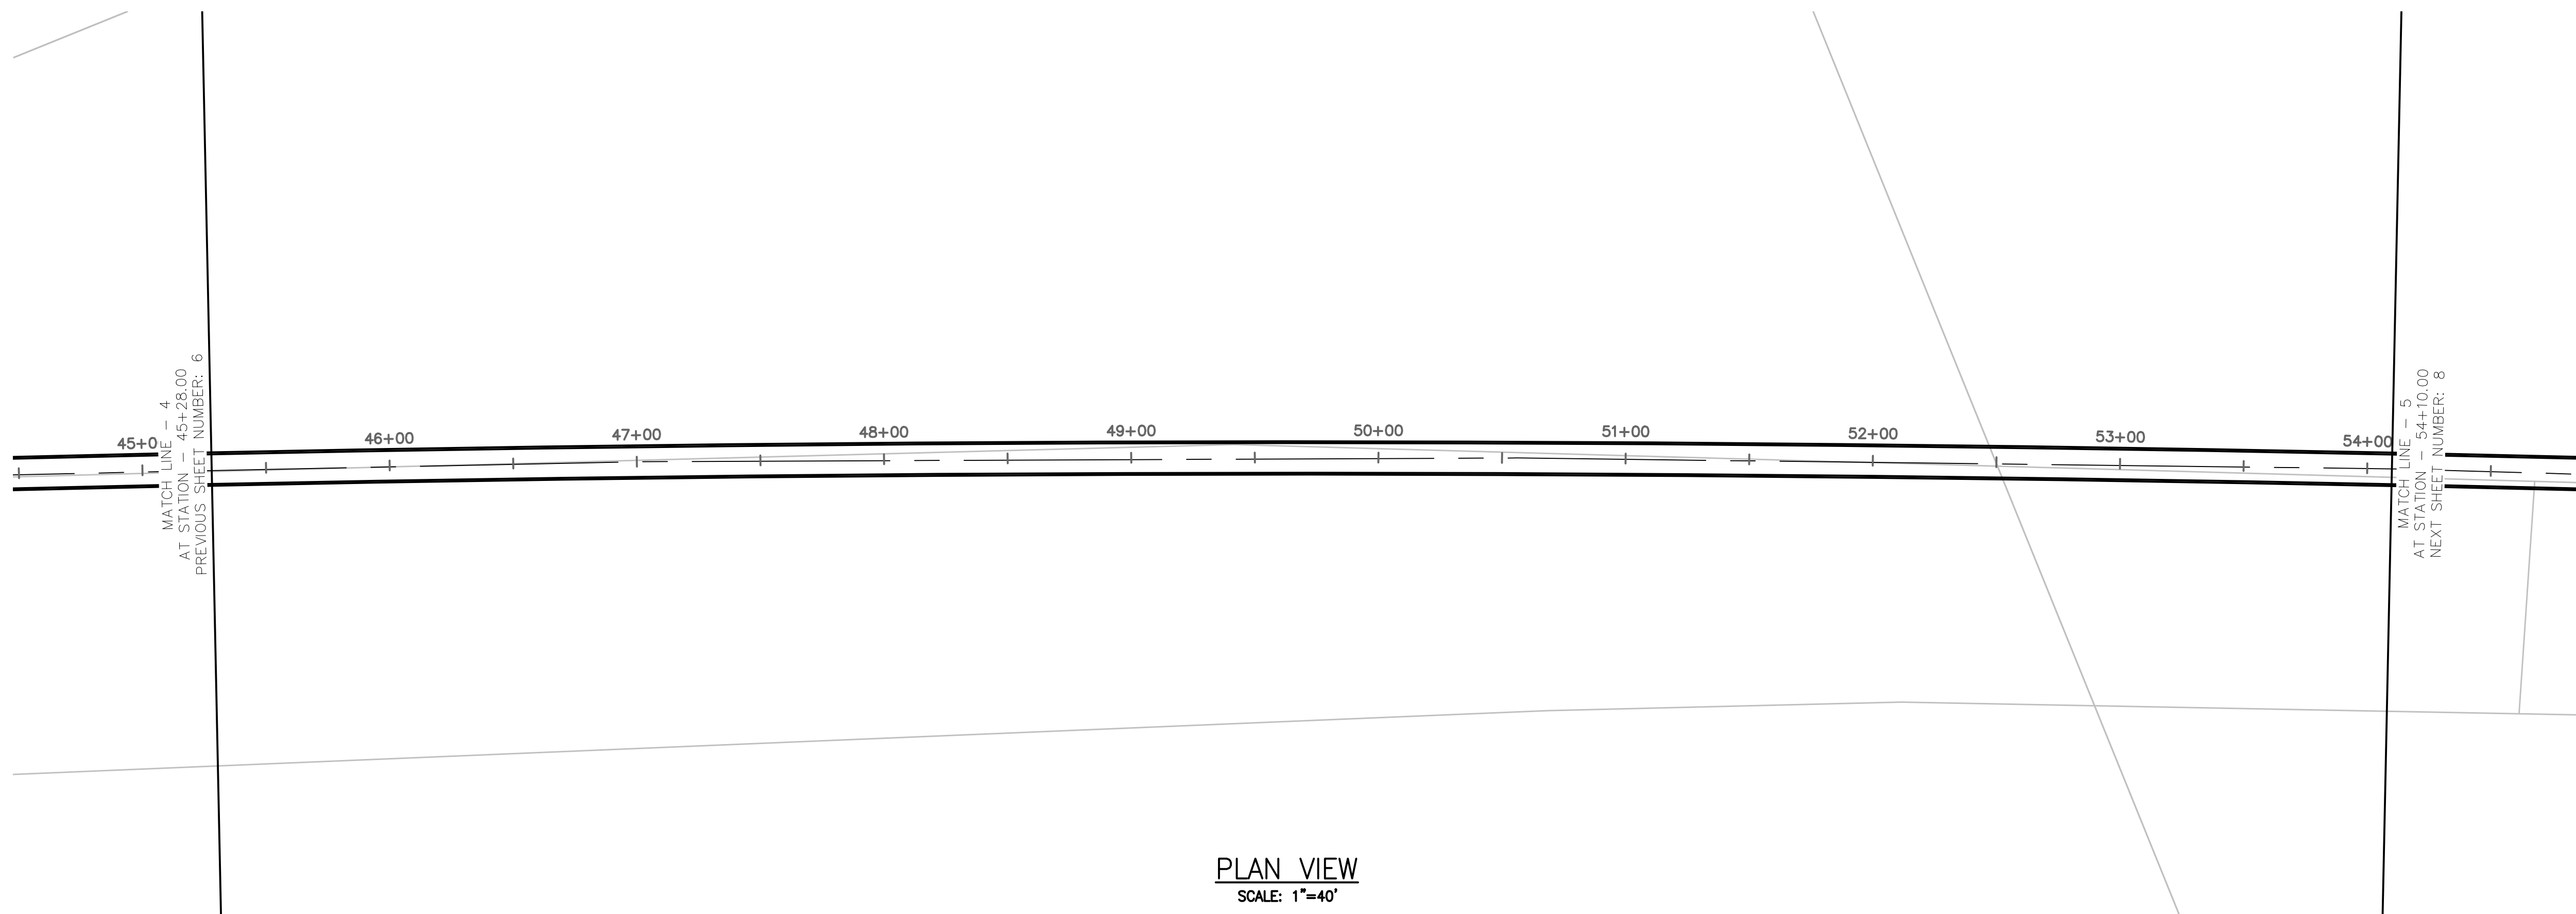 MATCH LINE - 4
AT STATION - 45+28.00
PREVIOUS SHEET NUMBER: 6
45+0
46+00
47+00
48+00
49+00
50+00
51+00
52+00
53+00
54+00
MATCH LINE - 5
AT STATION - 54+10.00
NEXT SHEET NUMBER: 8
PLAN VIEW
SCALE: 1"=40'